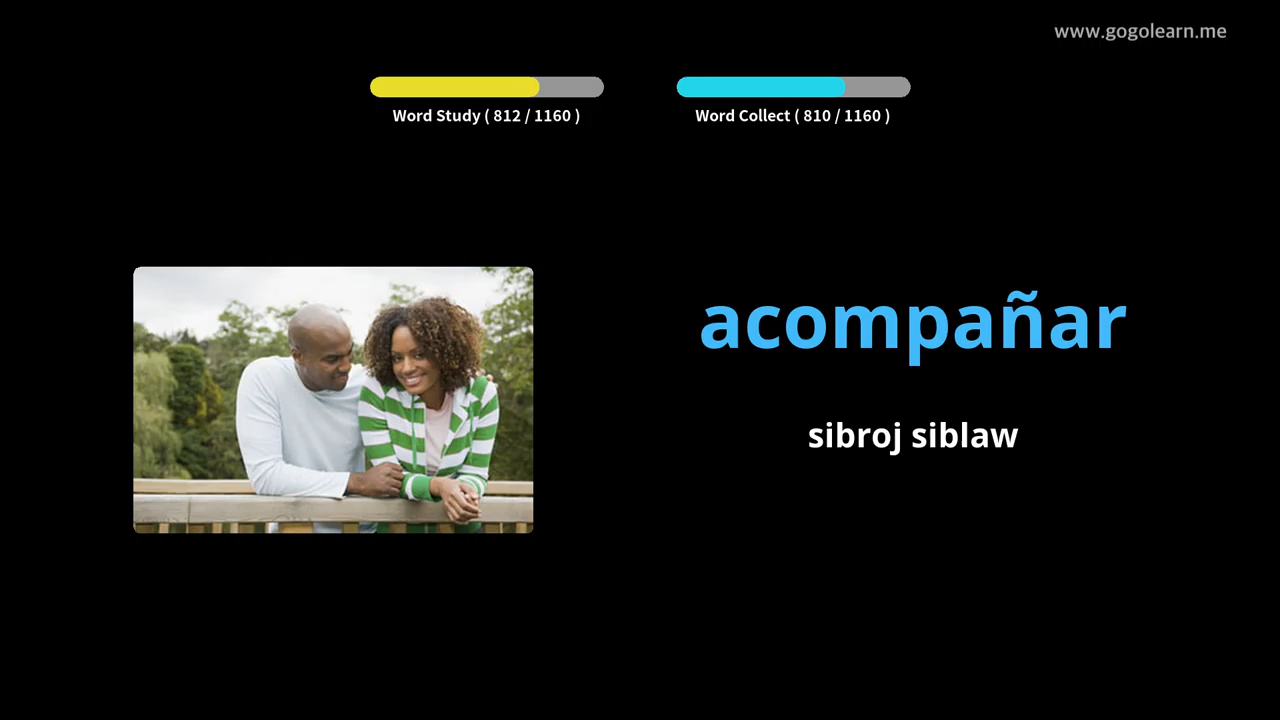 www.gogolearn.me
Word Study ( 812 / 1160 )
Word Collect ( 810 / 1160 )
acompañar
sibroj siblaw